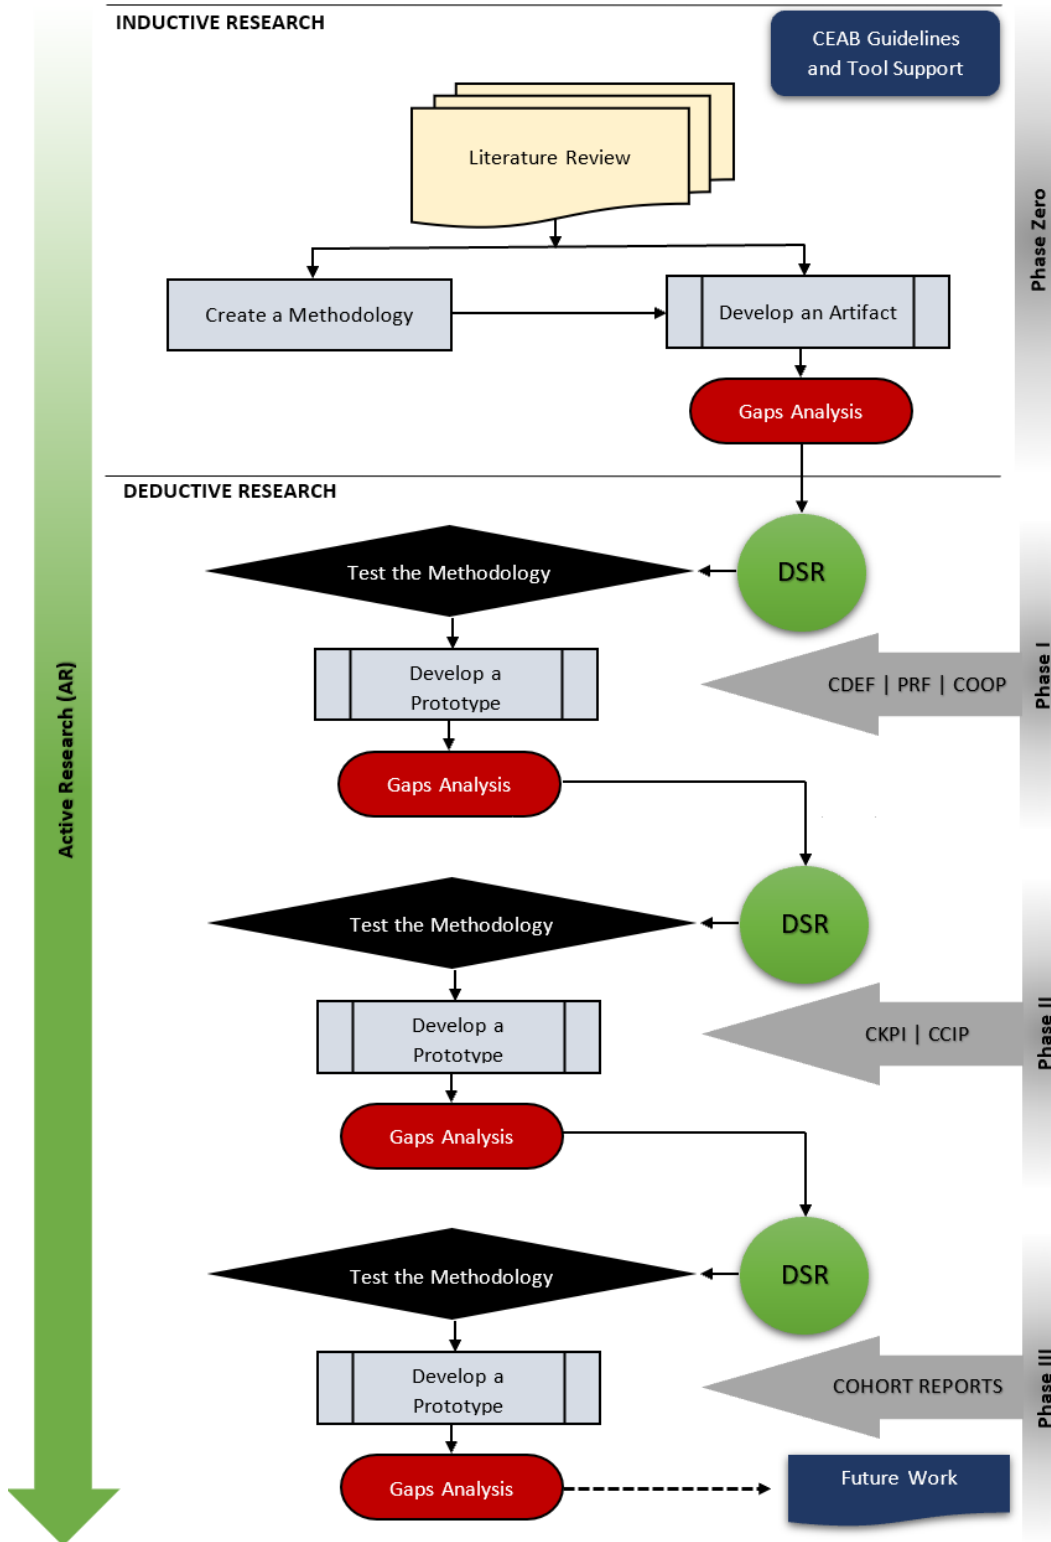 INDUCTIVE RESEARCH
CEAB Guidelines
and Tool Support
Literature Review
Phase Zero
Create a Methodology
Develop an Artifact
Gaps Analysis
DEDUCTIVE RESEARCH
DSR
Test the Methodology
Phase I
CDEF | PRF | COOP
Develop a
Prototype
Active Research (AR)
Gaps Analysis
DSR
Test the Methodology
Phase II
CKPI | CCIP
Develop a
Prototype
Gaps Analysis
DSR
Test the Methodology
Phase III
COHORT REPORTS
Develop a
Prototype
Gaps Analysis
Future Work